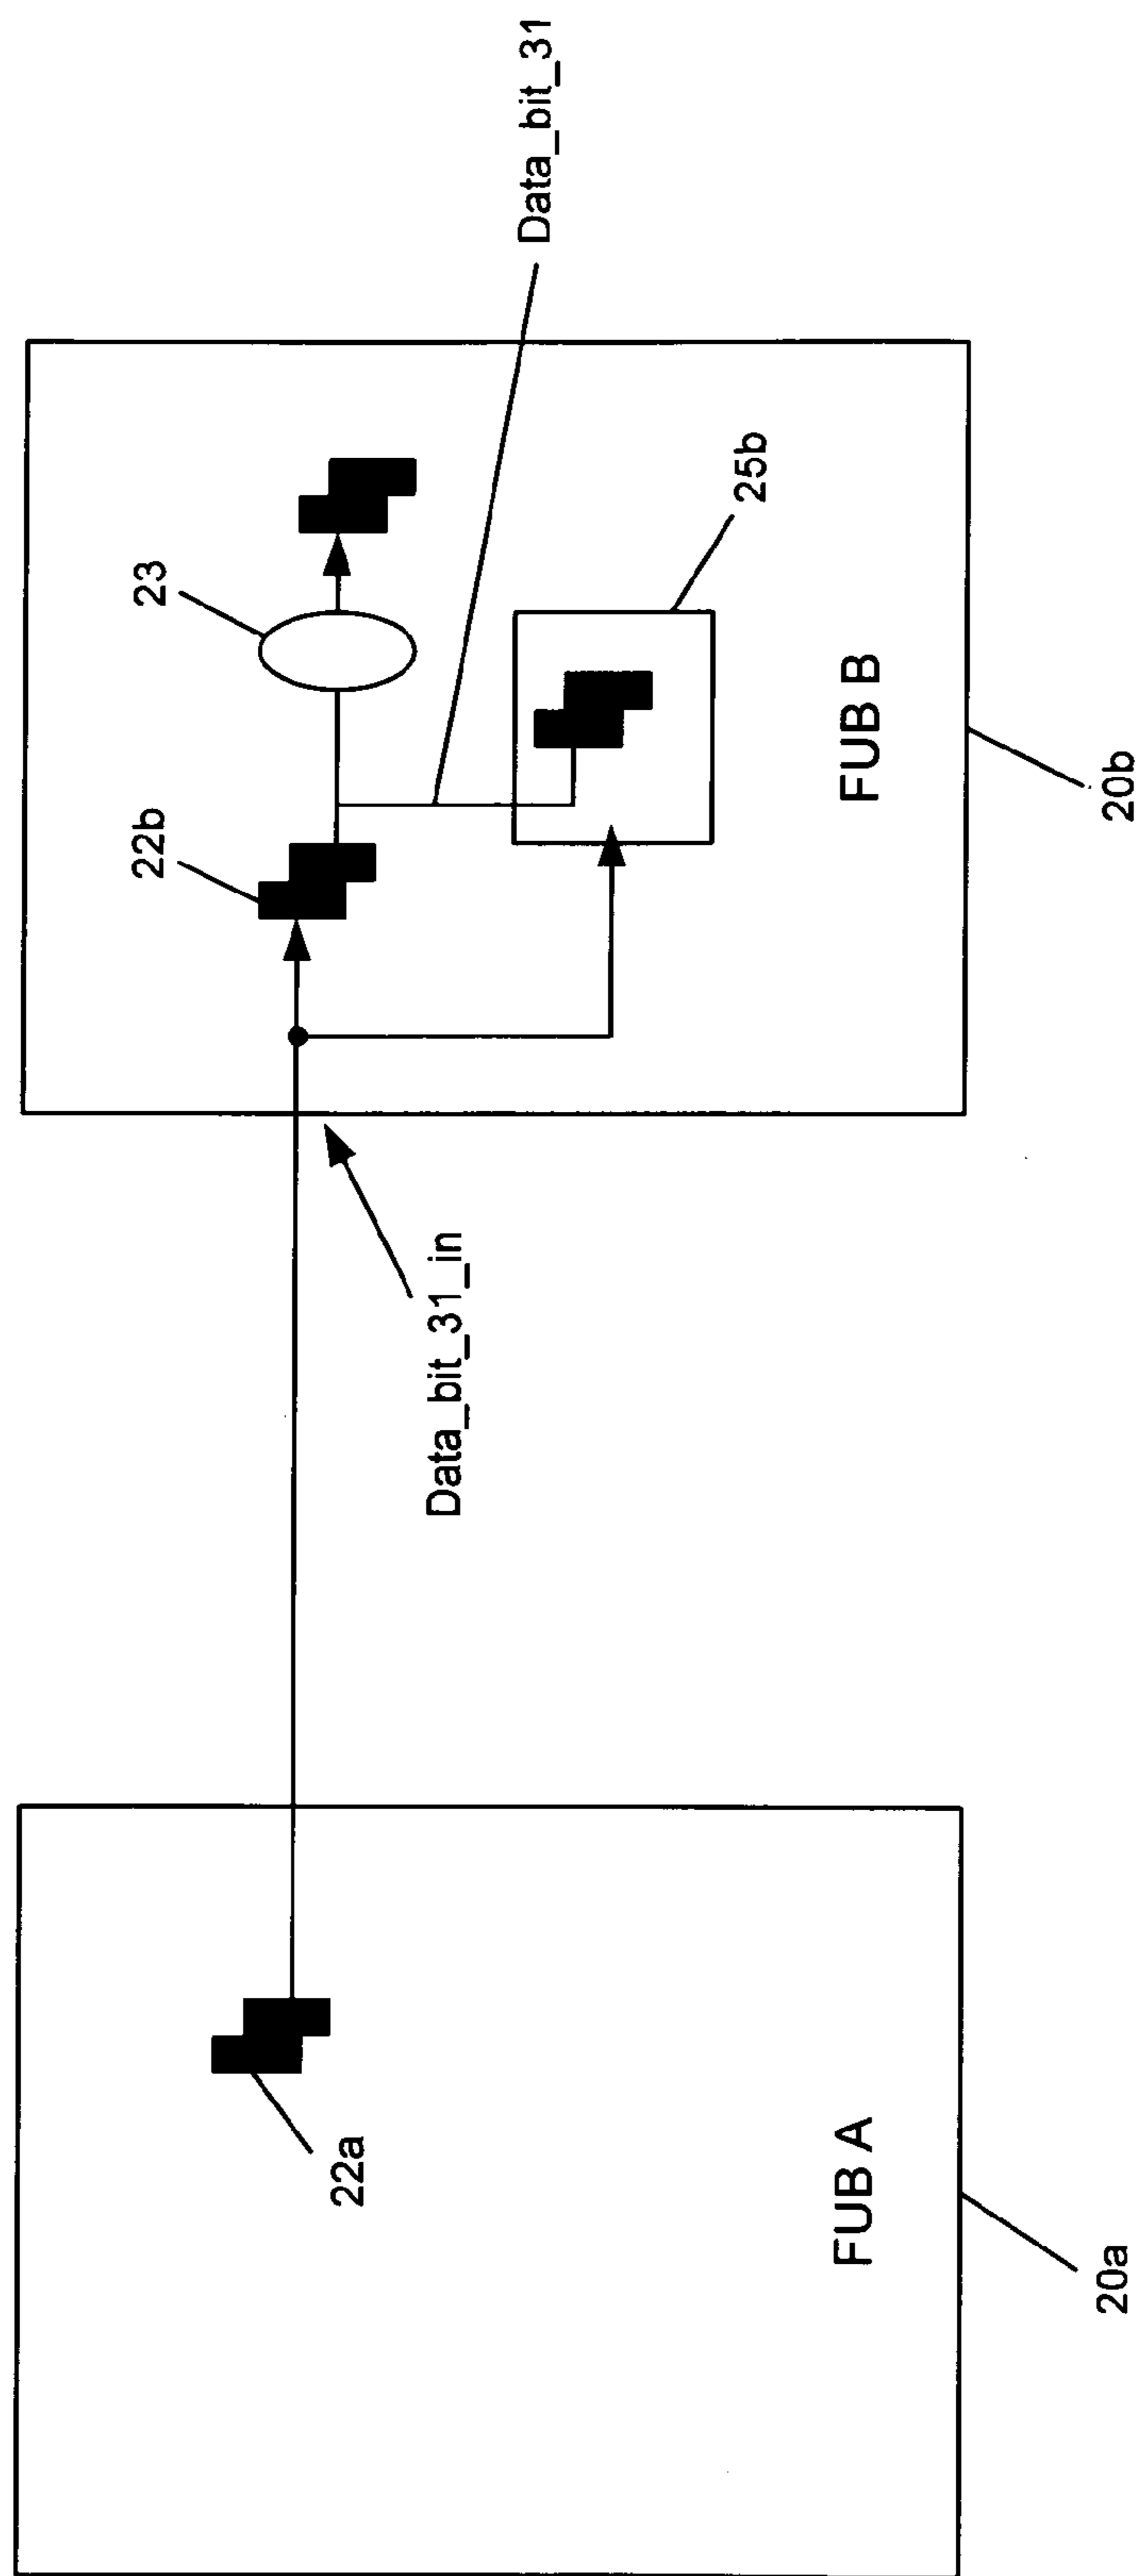 22a
FUB A
20a
Data_bit_31_in
22b
23
25b
FUB B
20b
Data_bit_31